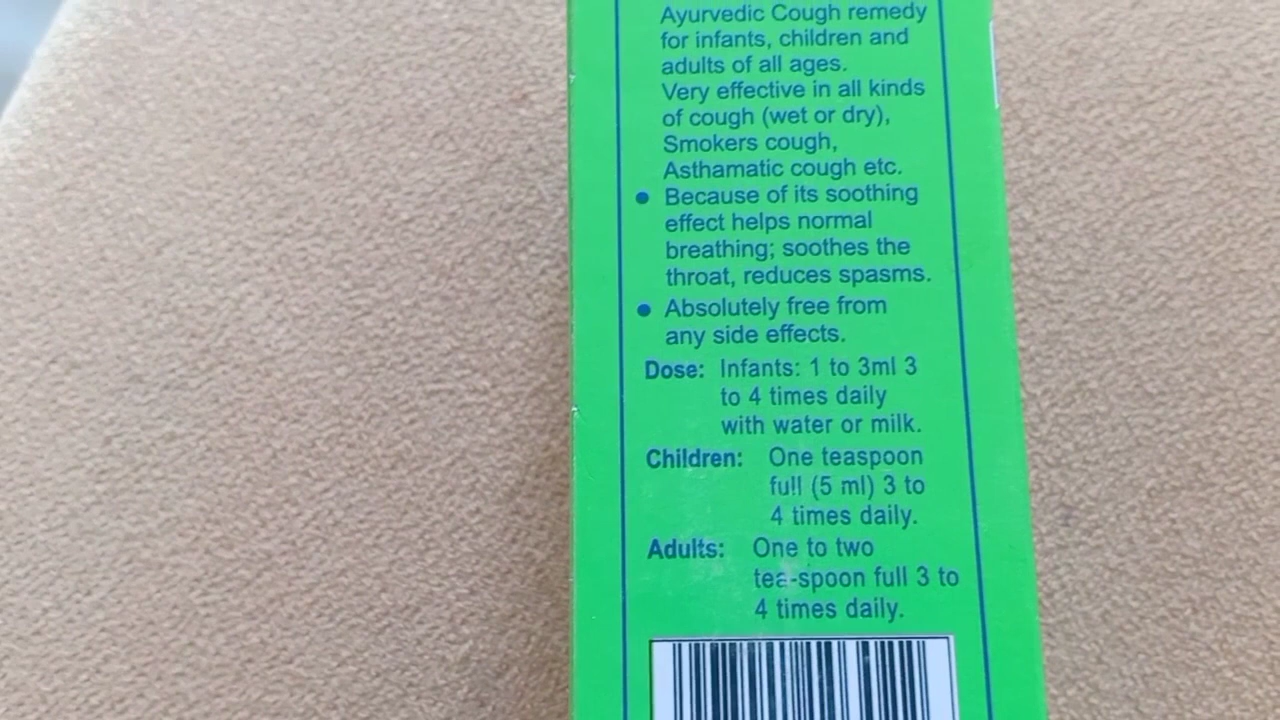 Ayurvedic Cough remedy
for infants, children and
adults of all ages.
Very effective in all kinds
of cough (wet or dry),
Smokers cough,
Asthamatic cough etc.
● Because of its soothing
effect helps normal
breathing; soothes the
throat, reduces spasms.
● Absolutely free from
any side effects.
Dose: Infants: 1 to 3ml 3
to 4 times daily
with water or milk.
Children: One teaspoon
full (5 ml) 3 to
4 times daily.
Adults: One to two
tea-spoon full 3 to
4 times daily.